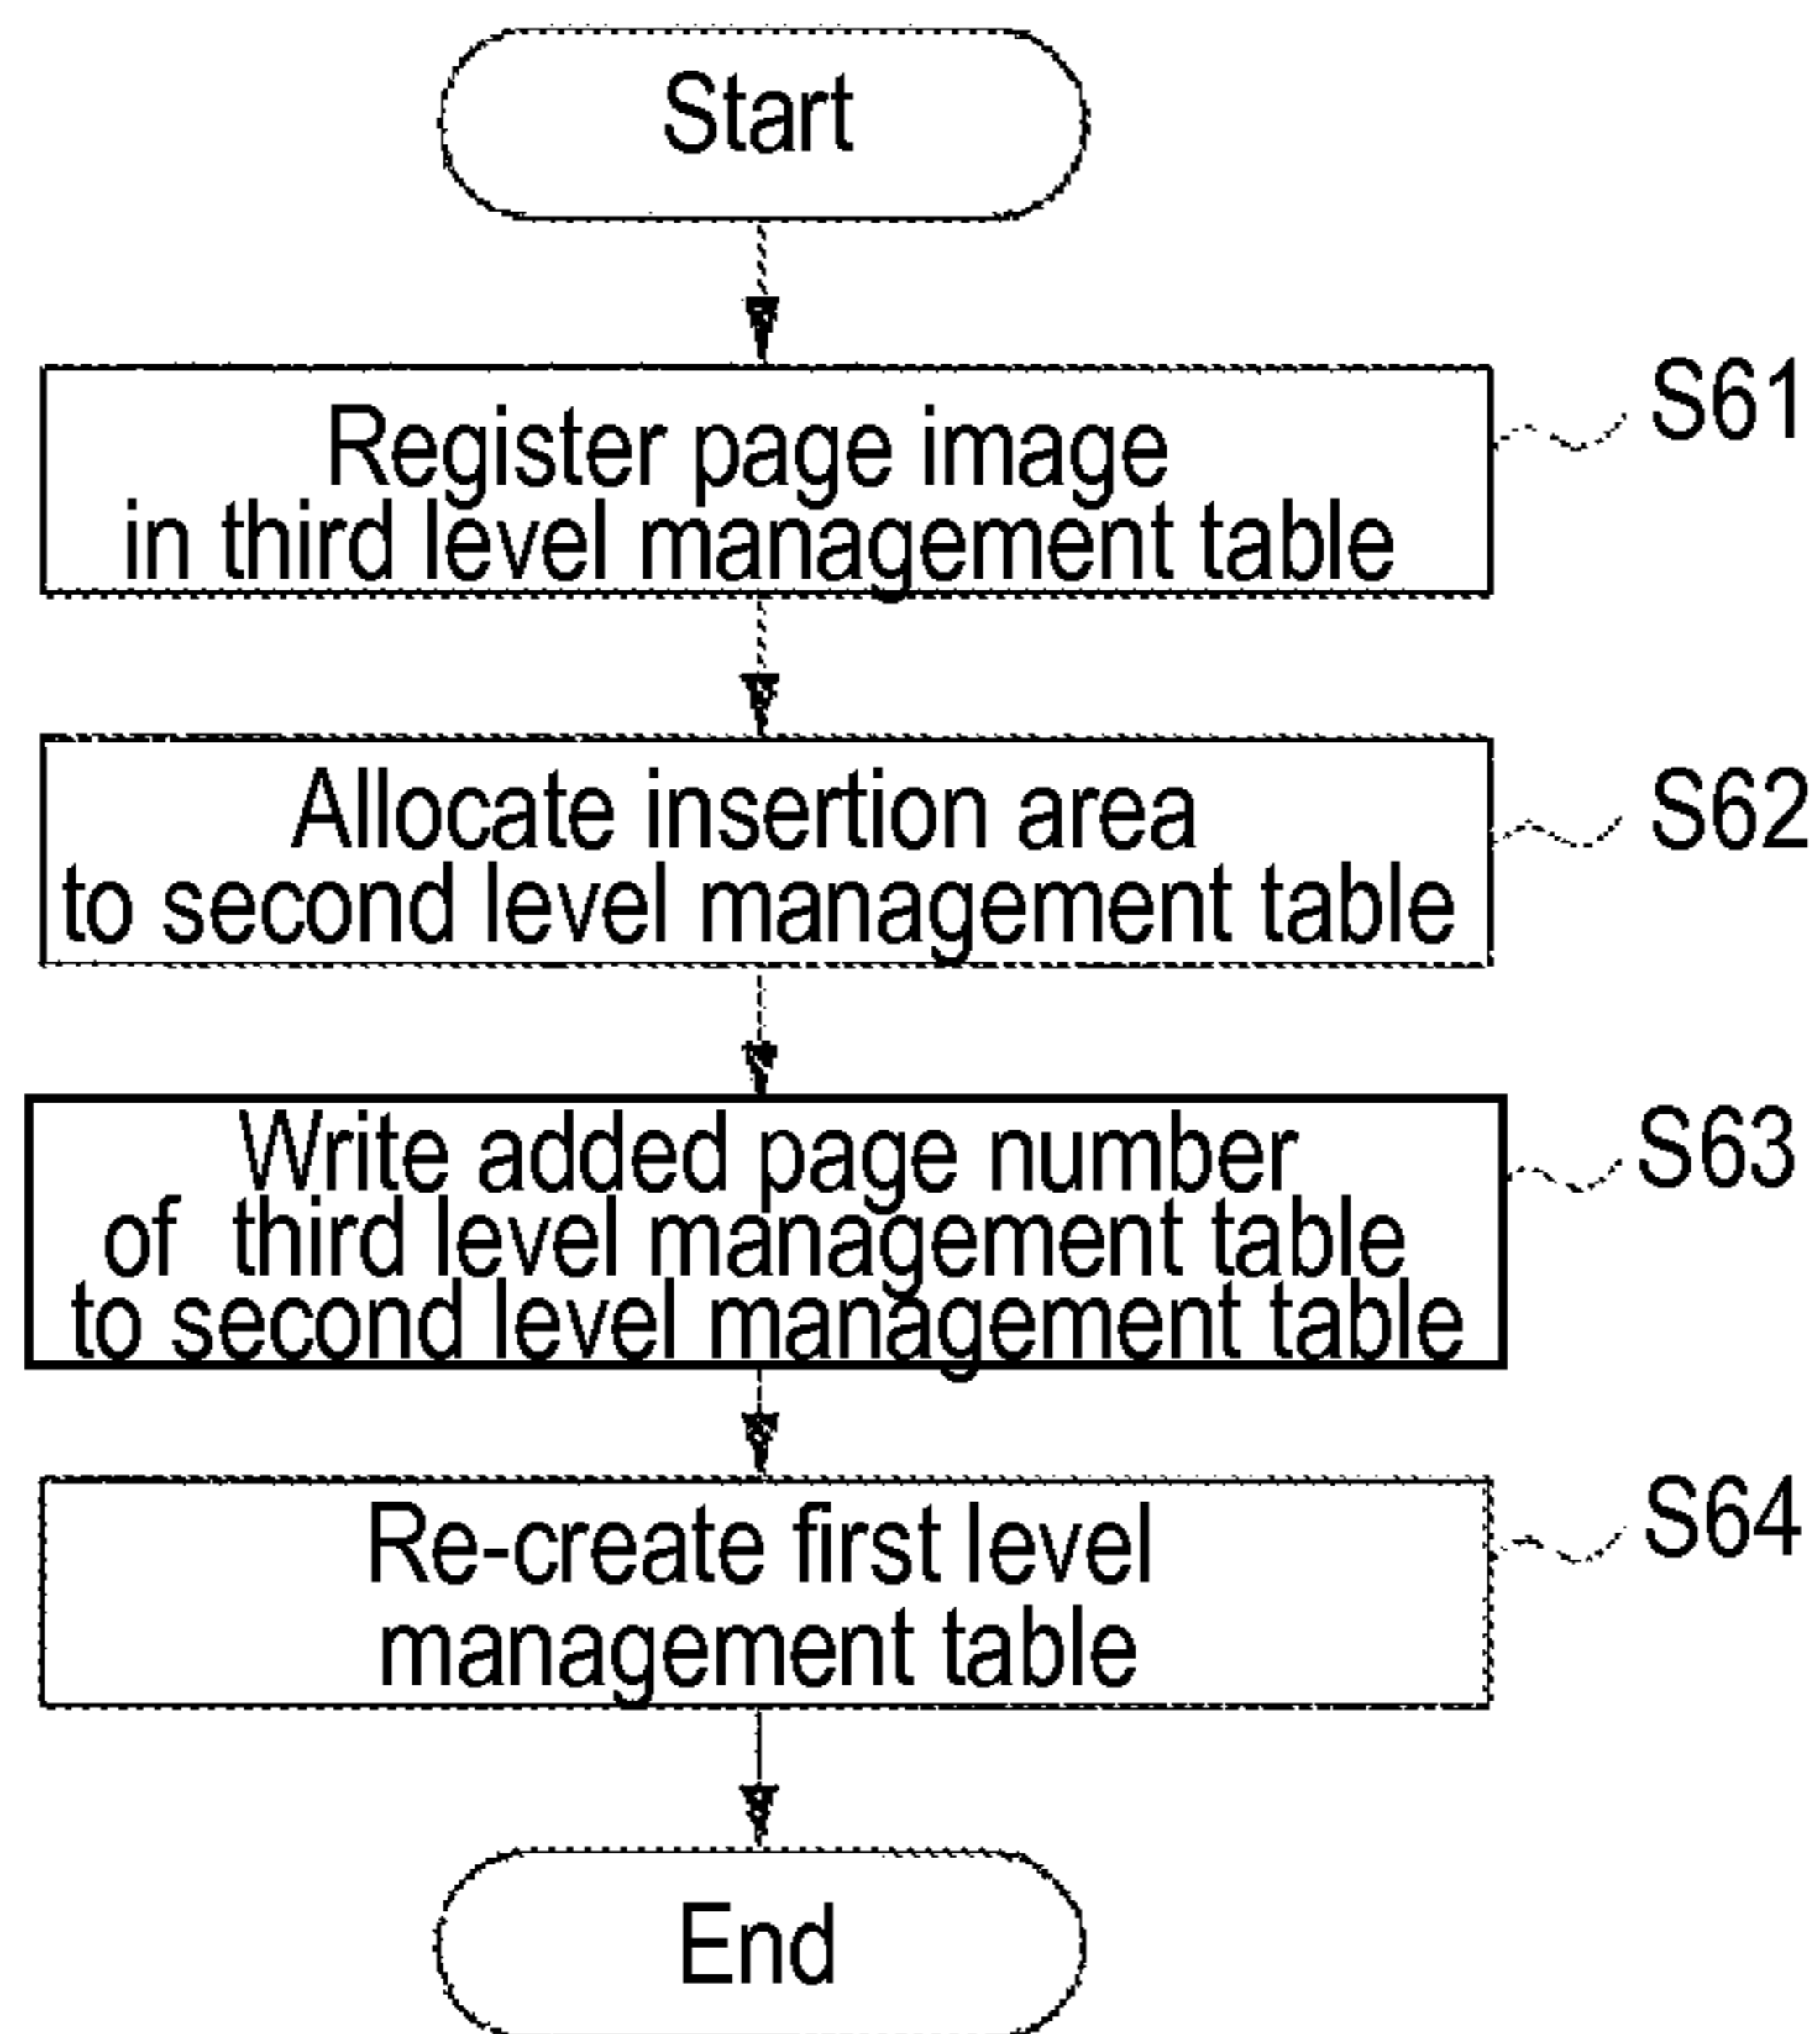 Start
Register page image
in third level management table
S61
Allocate insertion area
to second level management table
S62
Write added page number
of third level management table
to second level management table
S63
Re-create first level
management table
S64
End